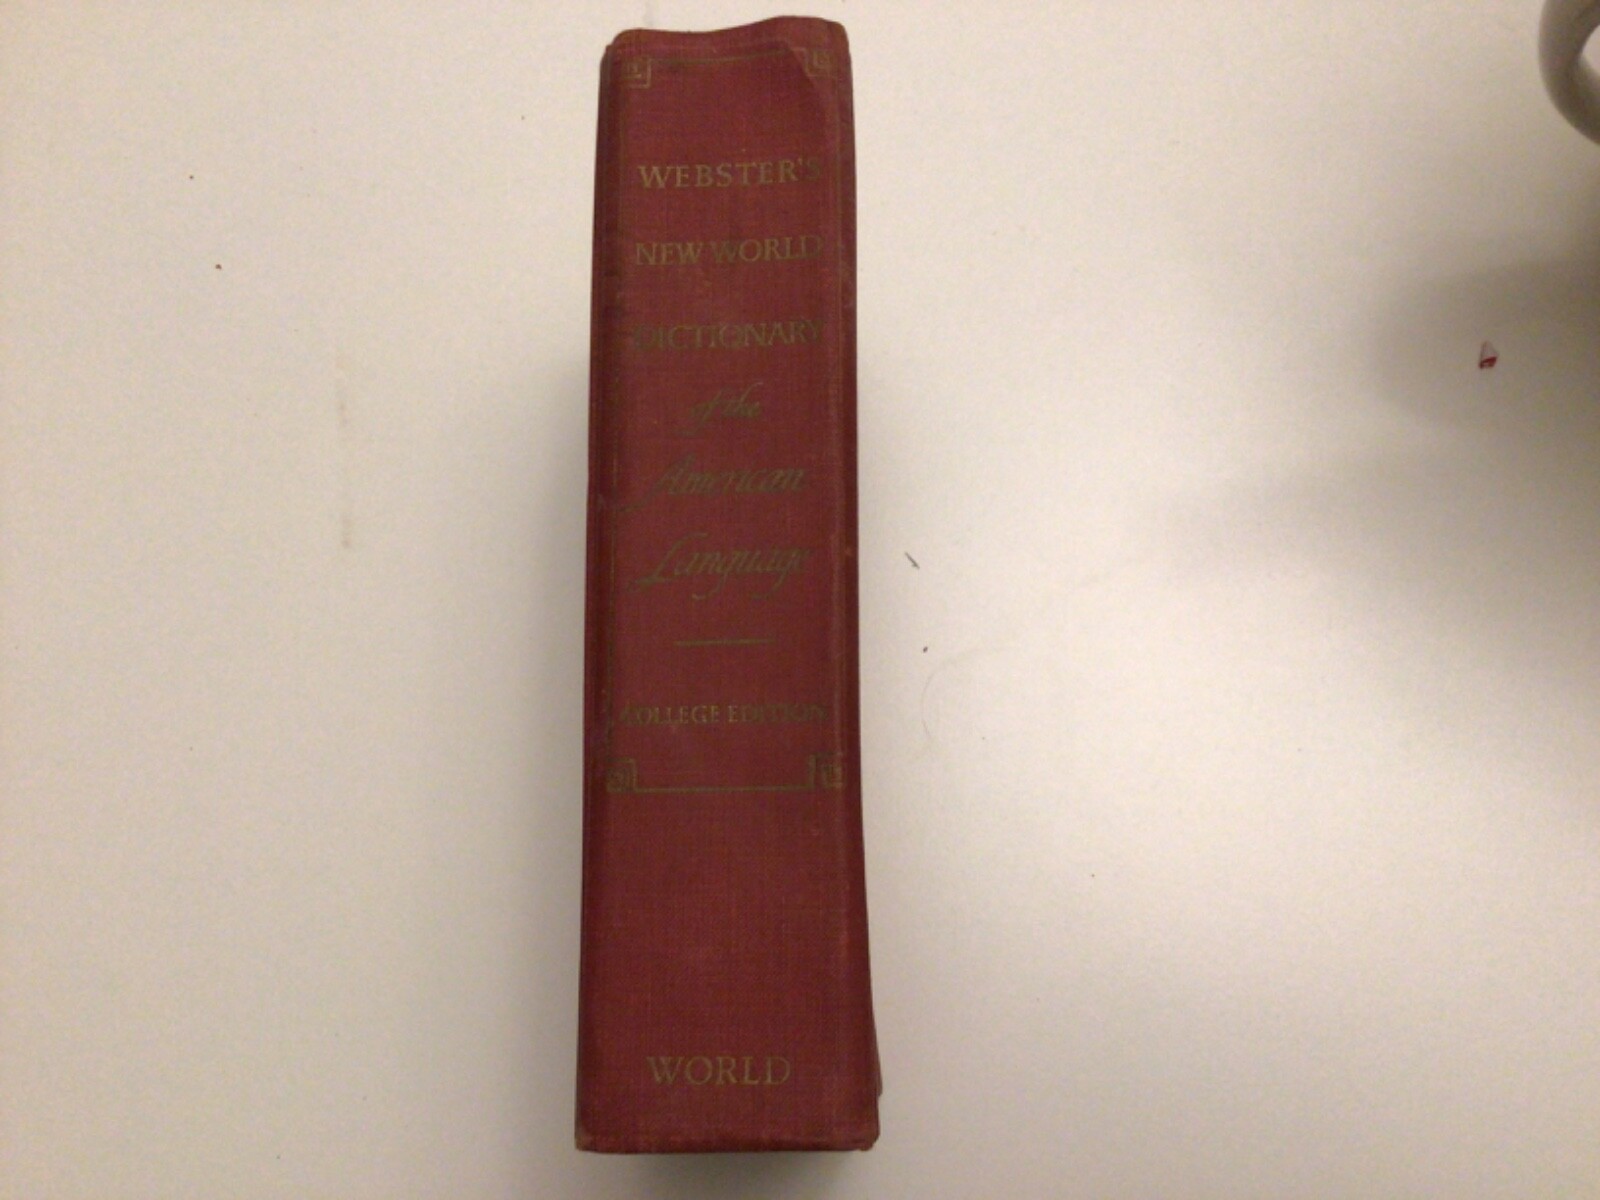 WEBSTER'S
NEW WORLD
DICTIONARY
of the
American
Language
COLLEGE EDITION
WORLD